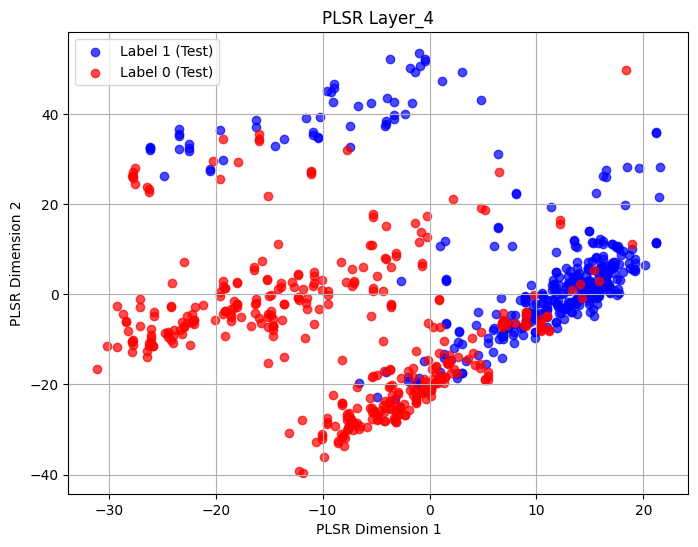 PLSR Layer_4
Label 1 (Test)
Label 0 (Test)
40
20
0
−20
−40
PLSR Dimension 2
−30 −20 −10 0 10 20
PLSR Dimension 1